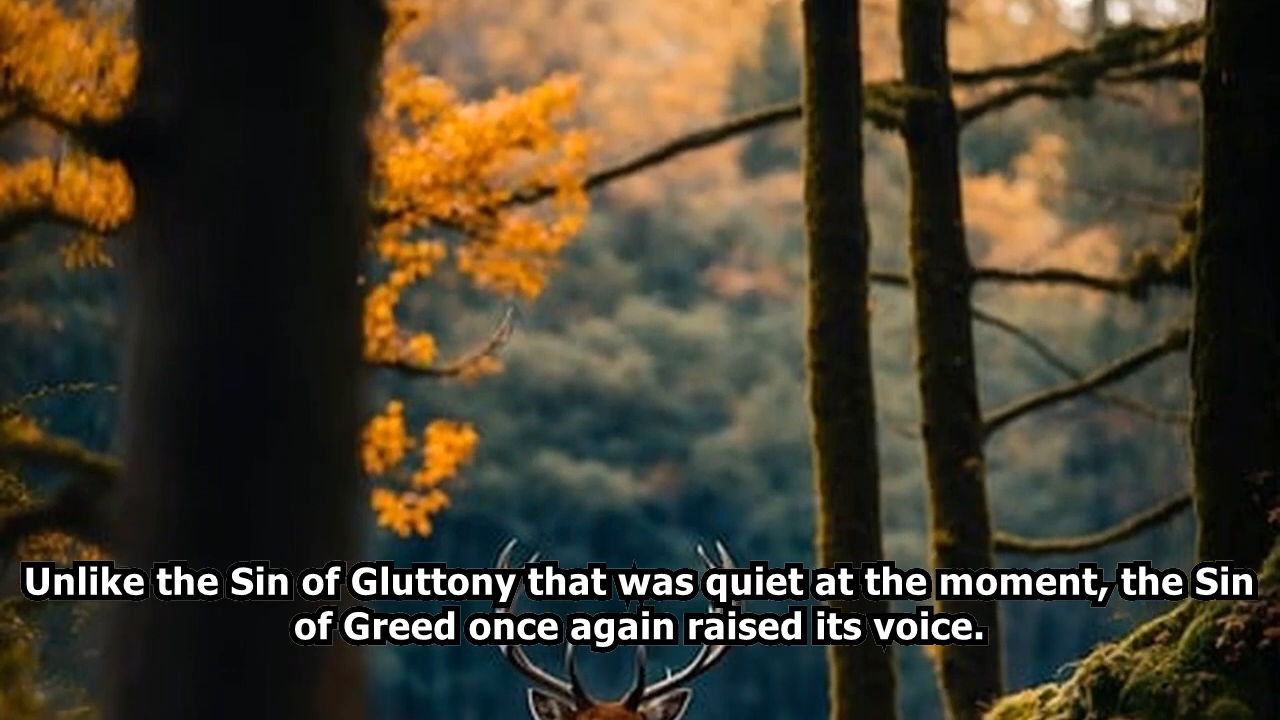 Unlike the Sin of Gluttony that was quiet at the moment, the Sin
of Greed once again raised its voice.